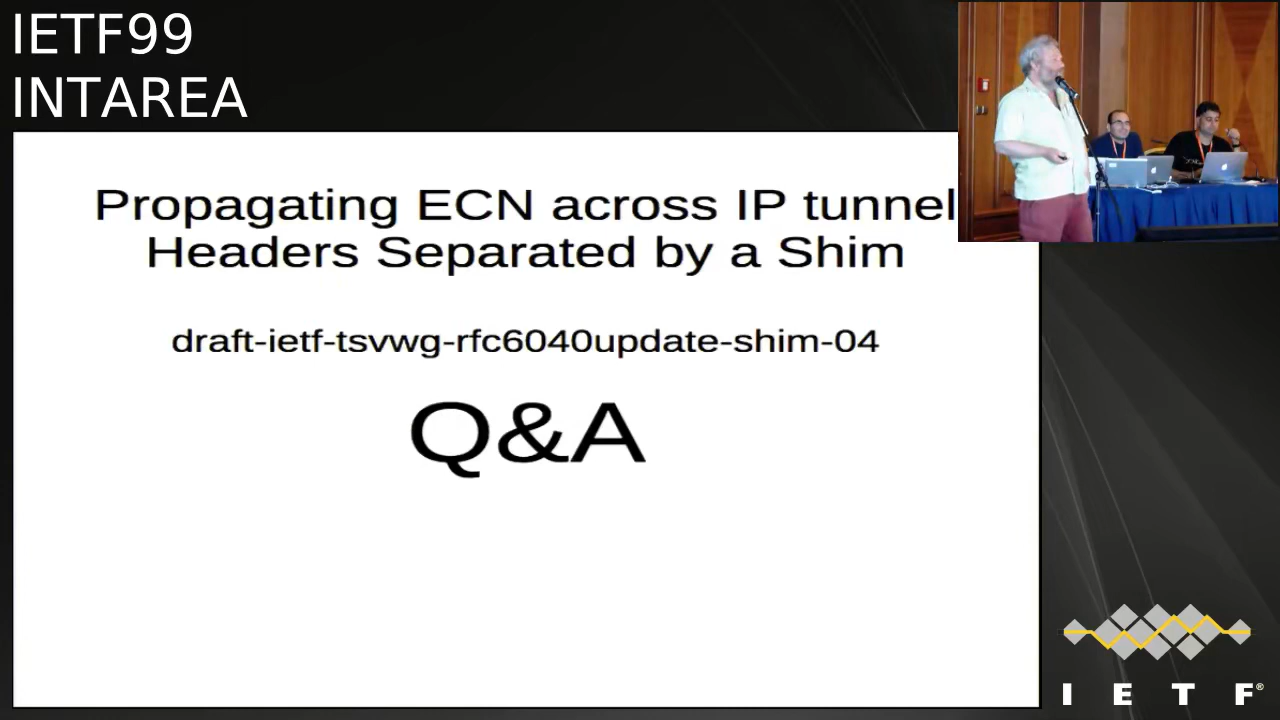 IETF99
INTAREA
Propagating ECN across IP tunnel
Headers Separated by a Shim
draft-ietf-tsvwg-rfc6040update-shim-04
Q&A
I E T F®